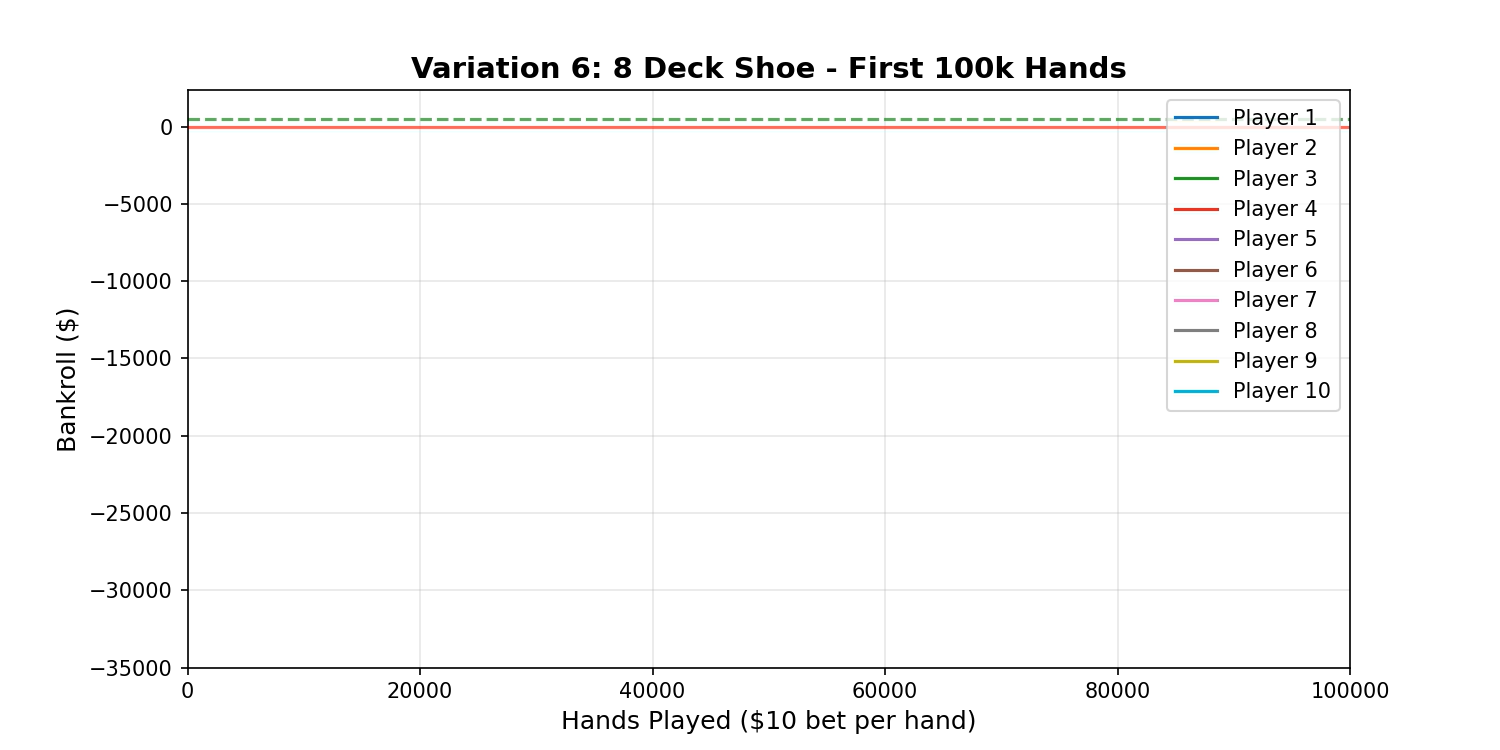 Variation 6: 8 Deck Shoe - First 100k Hands
Bankroll ($)
0
−5000
−10000
−15000
−20000
−25000
−30000
−35000
Player 1
Player 2
Player 3
Player 4
Player 5
Player 6
Player 7
Player 8
Player 9
Player 10
0 20000 40000 60000 80000 100000
Hands Played ($10 bet per hand)